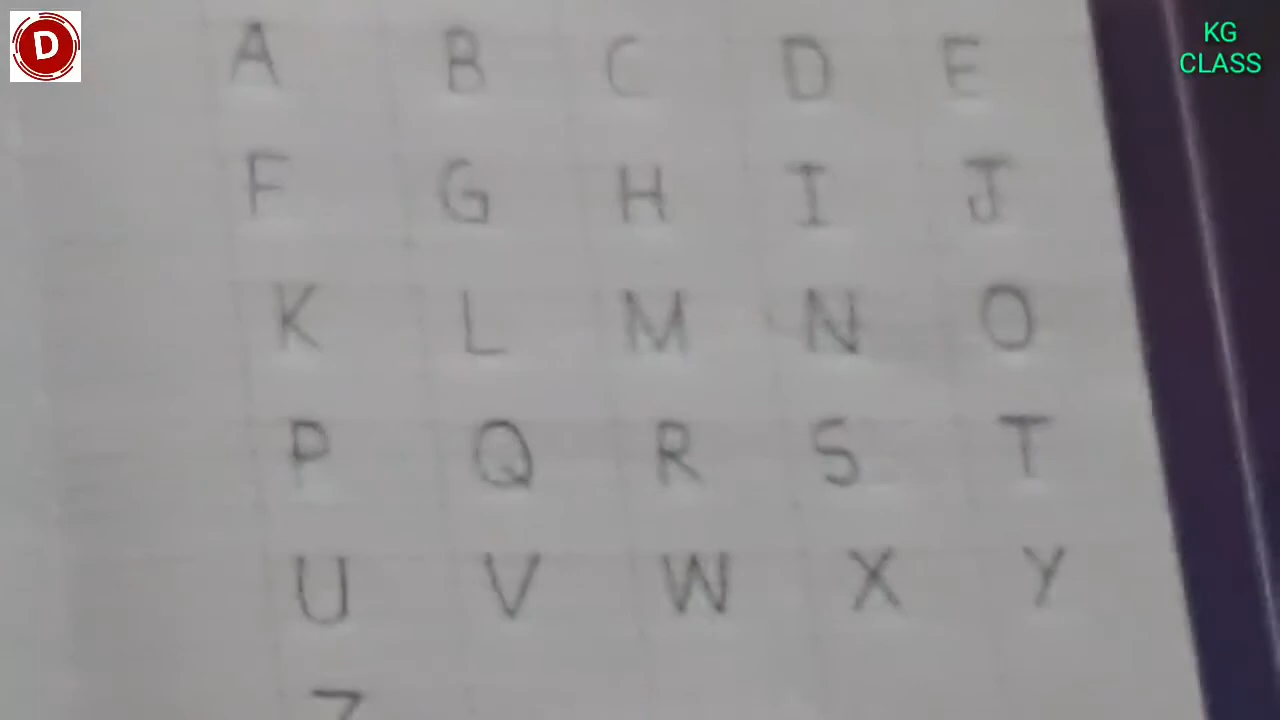 D
KG
CLASS
A B C D E
F G H I J
K L M N O
P Q R S T
U V W X Y
Z